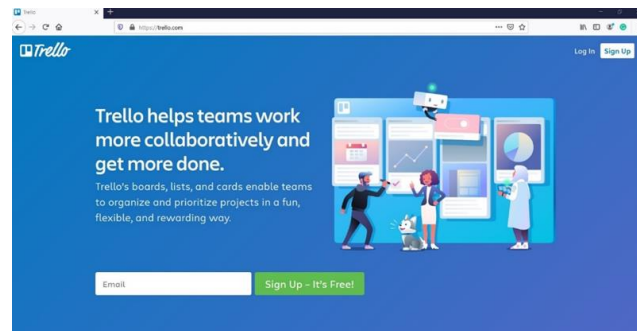 Trello
https://trello.com
Trello
Log In
Sign Up
Trello helps teams work
more collaboratively and
get more done.
Trello's boards, lists, and cards enable teams
to organize and prioritize projects in a fun,
flexible, and rewarding way.
Email
Sign Up – It's Free!